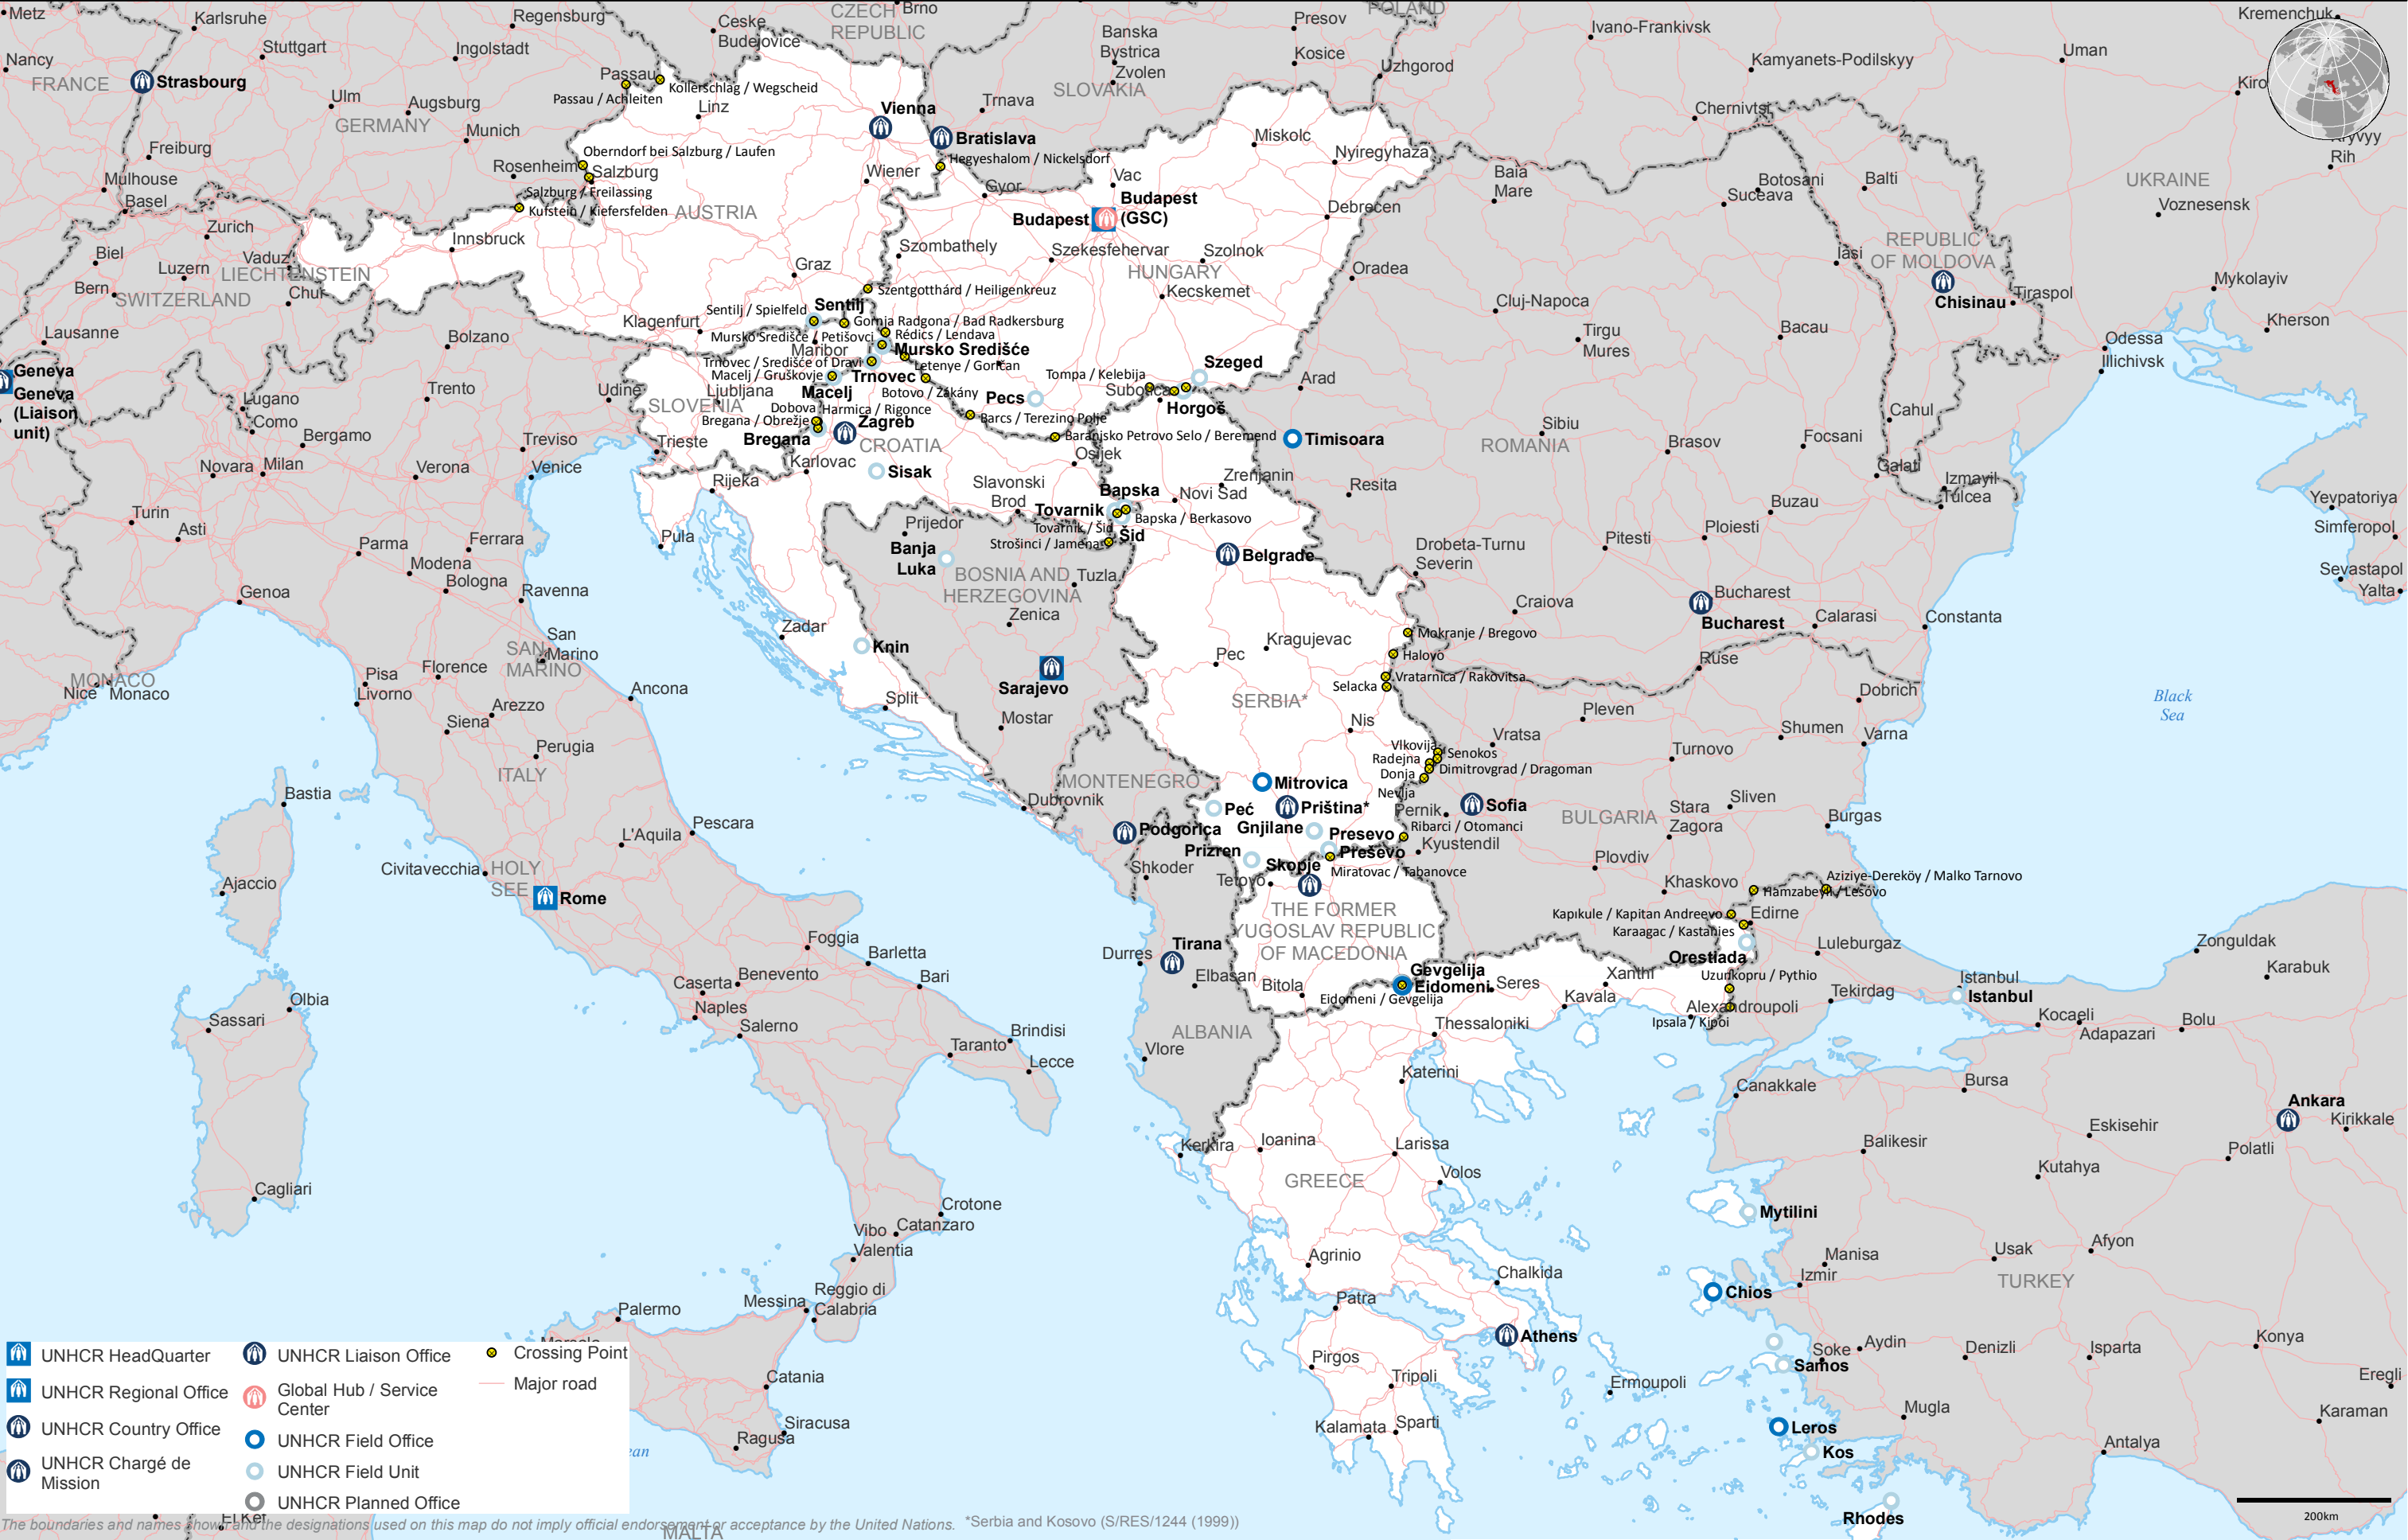 Metz
Karlsruhe
Regensburg
Ceske
Budejovice
CZECH
REPUBLIC
Brno
Banska
Bystrica
Presov
Kosice
POLAND
Ivano-Frankivsk
Kremenchuk
Uman
Nancy
FRANCE
Strasbourg
Stuttgart
Ingolstadt
Passau
Kollerschlag / Wegscheid
Passau / Achleiten
Linz
Zvolen
SLOVAKIA
Uzhgorod
Kamyanets-Podilskyy
Ulm
Augsburg
GERMANY
Munich
Vienna
Trnava
Bratislava
Chernivtsi
Freiburg
Mulhouse
Basel
Rosenheim
Oberndorf bei Salzburg / Laufen
Salzburg
Salzburg / Freilassing
Kufstein / Kiefersfelden
AUSTRIA
Wiener
Hegyeshalom / Nickelsdorf
Gyor
Vac
Miskolc
Nyiregyhaza
Baia
Mare
Botosani
Suceava
Balti
UKRAINE
Voznesensk
Rih
Budapest
Budapest
(GSC)
Debrecen
Zurich
Biel
Luzern
Bern
Vaduz
LIECHTENSTEIN
SWITZERLAND
Chur
Innsbruck
Graz
Szombathely
Szekesfehervar
Szolnok
HUNGARY
Kecskemet
Oradea
Cluj-Napoca
Iasi
REPUBLIC
OF MOLDOVA
Chisinau
Tiraspol
Mykolayiv
Kherson
Lausanne
Bolzano
Klagenfurt
Szentgotthárd / Heiligenkreuz
Sentilj
Sentilj / Spielfeld
Gornja Radgona / Bad Radkersburg
Mursko Središče / Petišovci
Rédics / Lendava
Maribor
Mursko Središće
Trnovec / Središće of Dravi
Letenye / Goričan
Macelj / Gruškovje
Trnovec
Macelj
Botovo / Zákány
Tirgu
Mures
Bacau
Odessa
Illichivsk
Geneva
Geneva
(Liaison
unit)
Trento
Udine
Ljubljana
SLOVENIA
Dobova
Harmica / Rigonce
Bregana / Obrežje
Bregana
Zagreb
CROATIA
Pecs
Barcs / Terezino Polje
Baranjsko Petrovo Selo / Beremend
Tompa / Kelebija
Subotica
Szeged
Horgoš
Arad
Timisoara
Sibiu
ROMANIA
Brasov
Focsani
Cahul
Lugano
Como
Bergamo
Treviso
Trieste
Novara
Milan
Verona
Venice
Karlovac
Rijeka
Sisak
Osijek
Slavonski
Brod
Zrenjanin
Novi Sad
Resita
Buzau
Galati
Izmayil
Tulcea
Yevpatoriya
Simferopol
Sevastapol
Yalta
Turin
Asti
Parma
Ferrara
Modena
Bologna
Ravenna
Genoa
Pula
Prijedor
Banja
Luka
BOSNIA AND
HERZEGOVINA
Tuzla
Zenica
Bapska
Tovarnik
Bapska / Berkasovo
Tovarnik / Šid
Šid
Strošinci / Jamena
Belgrade
Drobeta-Turnu
Severin
Pitesti
Ploiesti
Bucharest
Bucharest
Craiova
Calarasi
Constanta
San
Marino
SAN
MARINO
Zadar
Knin
Sarajevo
Kragujevac
Pec
Mokranje / Bregovo
Halovo
Vratarnica / Rakovitsa
Selacka
SERBIA*
Ruse
Dobrich
MONACO
Nice
Monaco
Pisa
Livorno
Florence
Arezzo
Siena
Ancona
Perugia
ITALY
Split
Mostar
Nis
Vratsa
Pleven
Shumen
Varna
Turnovo
Black
Sea
Vlkovija
Senokos
Radejna
Dimitrovgrad / Dragoman
Donja
Nevlja
Bastia
MONTENEGRO
Dubrovnik
Mitrovica
Peć
Priština*
Gnjilane
Presevo
Preševo
Pernik
Sofia
Ribarci / Otomanci
Kyustendil
BULGARIA
Stara
Zagora
Sliven
Burgas
Ajaccio
Civitavecchia
HOLY
SEE
Rome
L'Aquila
Pescara
Podgorica
Shkoder
Prizren
Skopje
Tetovo
Miratovac / Tabanovce
Plovdiv
Khaskovo
Aziziye-Dereköy / Malko Tarnovo
Hamzabeyli / Lesovo
Kapıkule / Kapitan Andreevo
Edirne
Karaagac / Kastanies
Orestiada
Luleburgaz
THE FORMER
YUGOSLAV REPUBLIC
OF MACEDONIA
Foggia
Barletta
Bari
Caserta
Benevento
Naples
Salerno
Durres
Tirana
Elbasan
Bitola
Gevgelija
Eidomeni
Eidomeni / Gevgelija
Seres
Xanthi
Kavala
Uzunkopru / Pythio
Alexandroupoli
Ipsala / Kipoi
Tekirdag
Istanbul
Istanbul
Zonguldak
Karabuk
Kocaeli
Adapazari
Bolu
Olbia
Sassari
Cagliari
Brindisi
Taranto
Lecce
Vlore
ALBANIA
Thessaloniki
Katerini
Canakkale
Bursa
Ankara
Kirikkale
Eskisehir
Polatli
Balikesir
Kutahya
Kerkira
Ioanina
Larissa
Volos
GREECE
Crotone
Catanzaro
Vibo
Valentia
Reggio di
Calabria
Messina
Palermo
Mytilini
Manisa
Izmir
Usak
Afyon
TURKEY
Agrinio
Chalkida
Patra
Chios
Athens
Pirgos
Tripoli
Kalamata
Sparti
Ermoupoli
Samos
Soke
Aydin
Denizli
Isparta
Konya
Eregli
Karaman
Mugla
Antalya
Leros
Kos
Rhodes
Catania
Siracusa
Ragusa
MALTA
UNHCR HeadQuarter
UNHCR Regional Office
UNHCR Country Office
UNHCR Chargé de
Mission
UNHCR Liaison Office
Global Hub / Service
Center
UNHCR Field Office
UNHCR Field Unit
UNHCR Planned Office
Crossing Point
Major road
200km
The boundaries and names shown and the designations used on this map do not imply official endorsement or acceptance by the United Nations.
*Serbia and Kosovo (S/RES/1244 (1999))